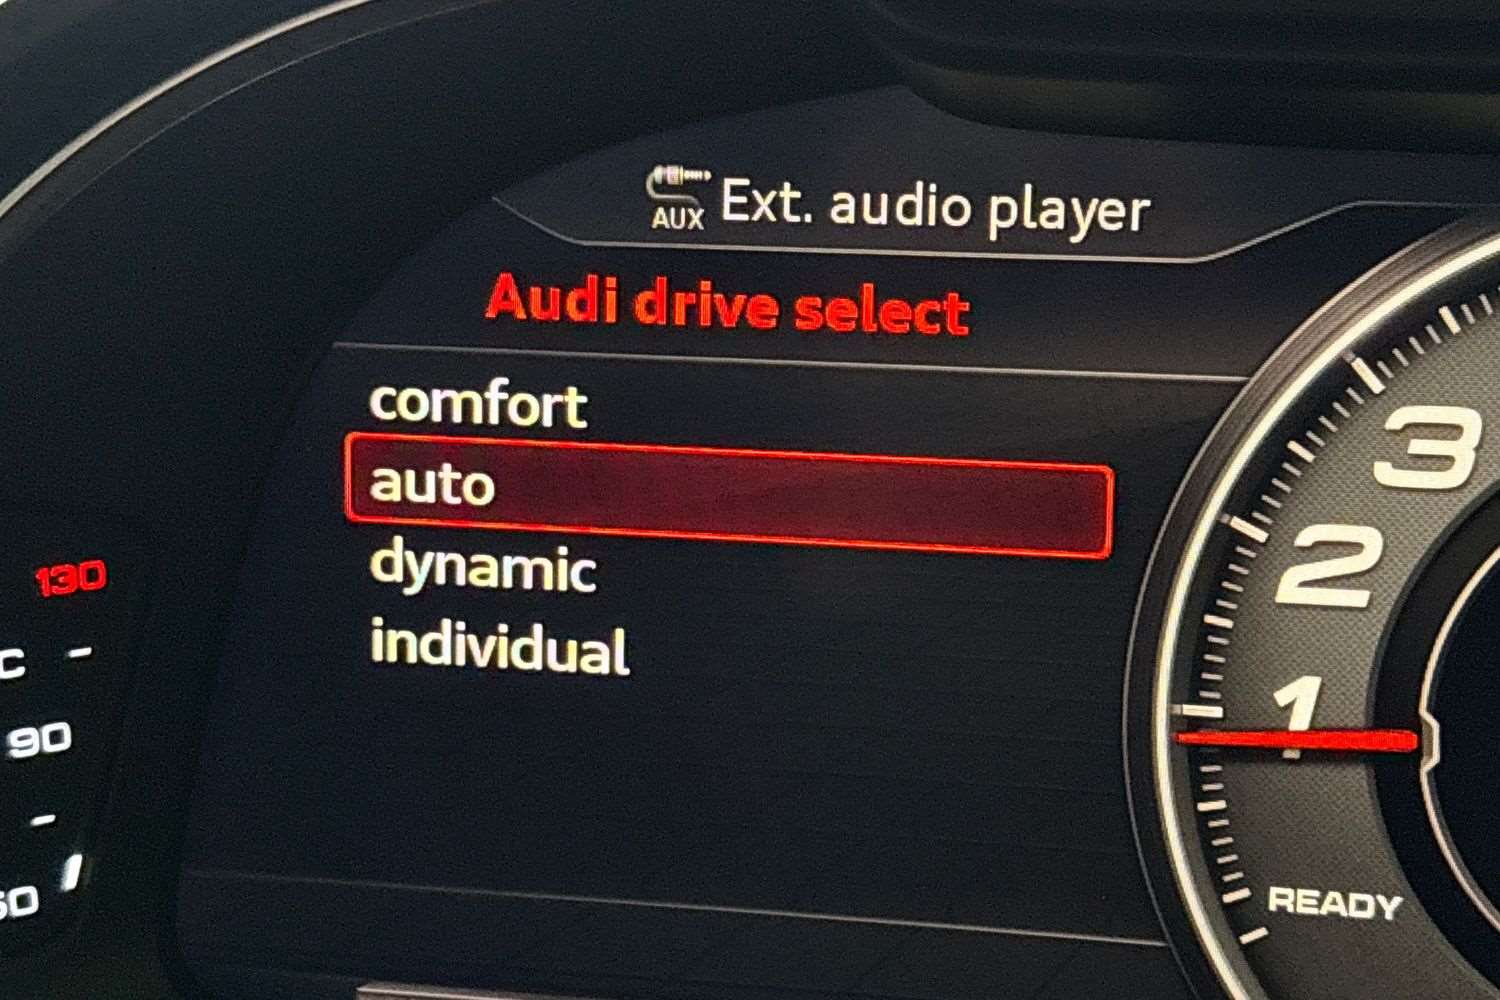 AUX Ext. audio player
Audi drive select
comfort
auto
dynamic
individual
130
C
90
3
2
1
READY